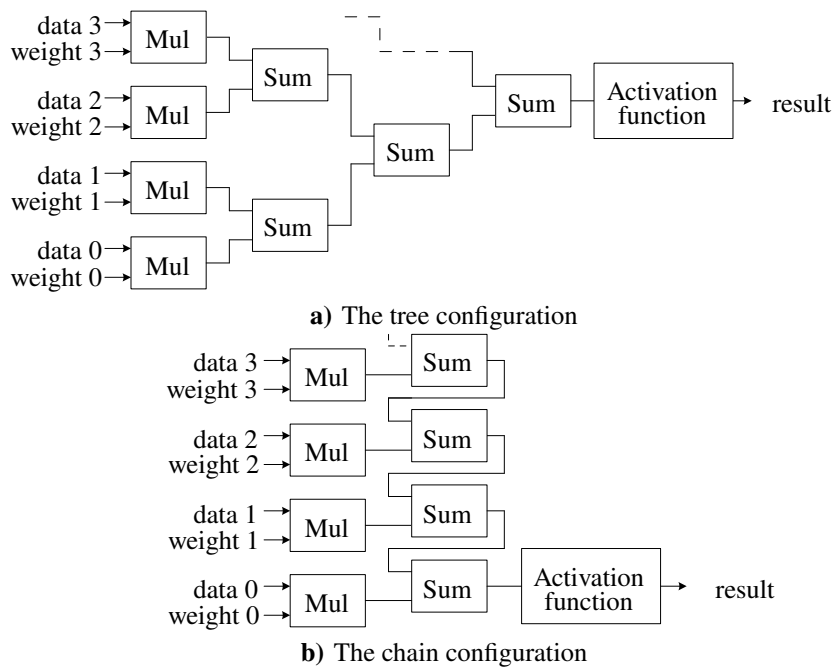 data 3
weight 3
Mul
Sum
data 2
weight 2
Mul
Sum
Sum
Activation
function
result
data 1
weight 1
Mul
Sum
data 0
weight 0
Mul
a) The tree configuration
data 3
weight 3
Mul
Sum
data 2
weight 2
Mul
Sum
data 1
weight 1
Mul
Sum
data 0
weight 0
Mul
Sum
Activation
function
result
b) The chain configuration